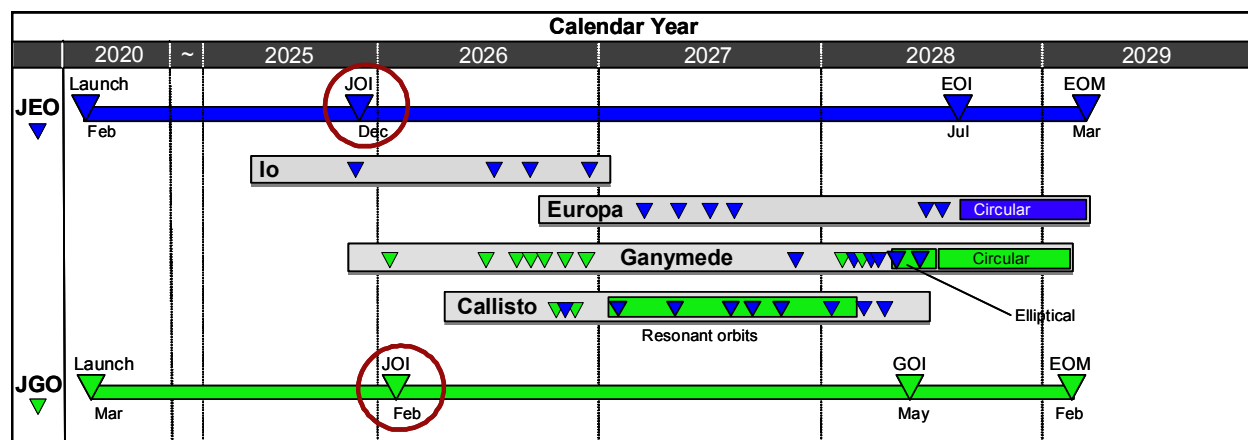 Calendar Year
2020 ~ 2025 2026 2027 2028 2029
Launch JOI EOI EOM
JEO
Feb Dec Jul Mar
Io
Europa Circular
Ganymede Circular
Callisto Elliptical
Resonant orbits
Launch JOI GOI EOM
JGO
Mar Feb May Feb